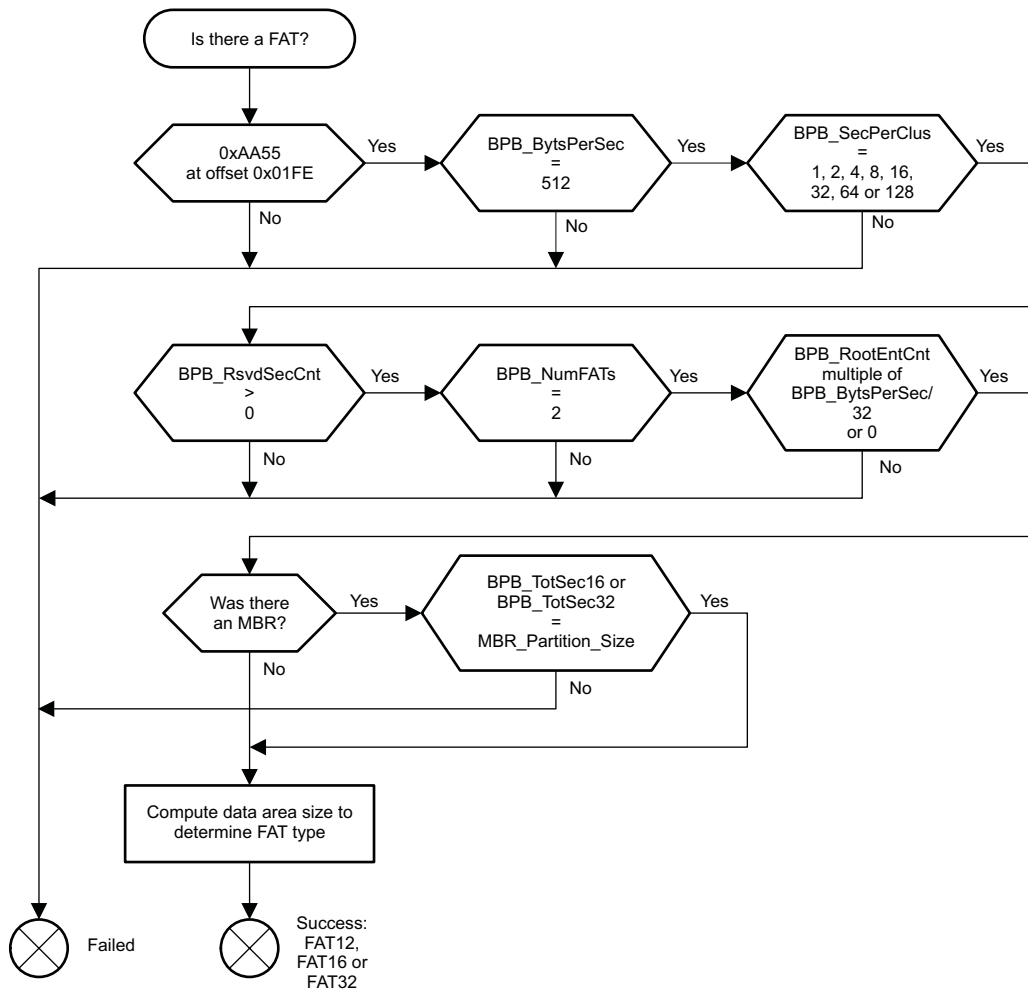 Is there a FAT?
0xAA55
at offset 0x01FE
Yes
No
BPB_BytsPerSec
=
512
Yes
No
BPB_SecPerClus
=
1, 2, 4, 8, 16,
32, 64 or 128
Yes
No
BPB_RsvdSecCnt
>
0
Yes
No
BPB_NumFATs
=
2
Yes
No
BPB_RootEntCnt
multiple of
BPB_BytsPerSec/
32
or 0
Yes
No
Was there
an MBR?
Yes
No
BPB_TotSec16 or
BPB_TotSec32
=
MBR_Partition_Size
Yes
No
Compute data area size to
determine FAT type
Failed
Success:
FAT12,
FAT16 or
FAT32